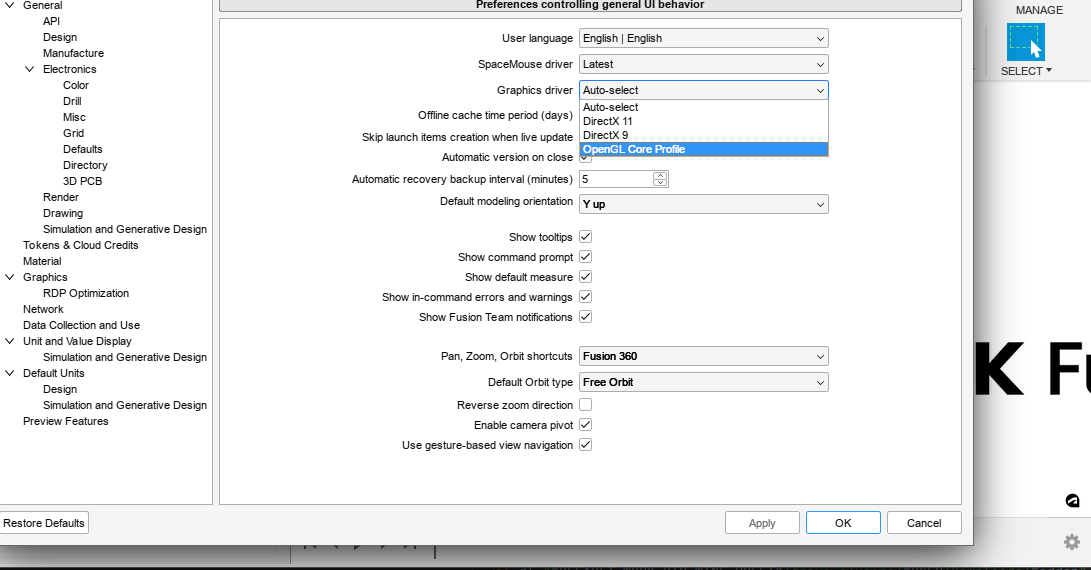 Preferences controlling general UI behavior
General
API
Design
Manufacture
Electronics
Color
Drill
Misc
Grid
Defaults
Directory
3D PCB
Render
Drawing
Simulation and Generative Design
Tokens & Cloud Credits
Material
Graphics
RDP Optimization
Network
Data Collection and Use
Unit and Value Display
Simulation and Generative Design
Default Units
Design
Simulation and Generative Design
Preview Features
Restore Defaults
User language English | English
SpaceMouse driver Latest
Graphics driver Auto-select
Auto-select
DirectX 11
DirectX 9
OpenGL Core Profile
Offline cache time period (days)
Skip launch items creation when live update
Automatic version on close
Automatic recovery backup interval (minutes) 5
Default modeling orientation Y up
Show tooltips
Show command prompt
Show default measure
Show in-command errors and warnings
Show Fusion Team notifications
Pan, Zoom, Orbit shortcuts Fusion 360
Default Orbit type Free Orbit
Reverse zoom direction
Enable camera pivot
Use gesture-based view navigation
Apply OK Cancel
MANAGE
SELECT
K Fu